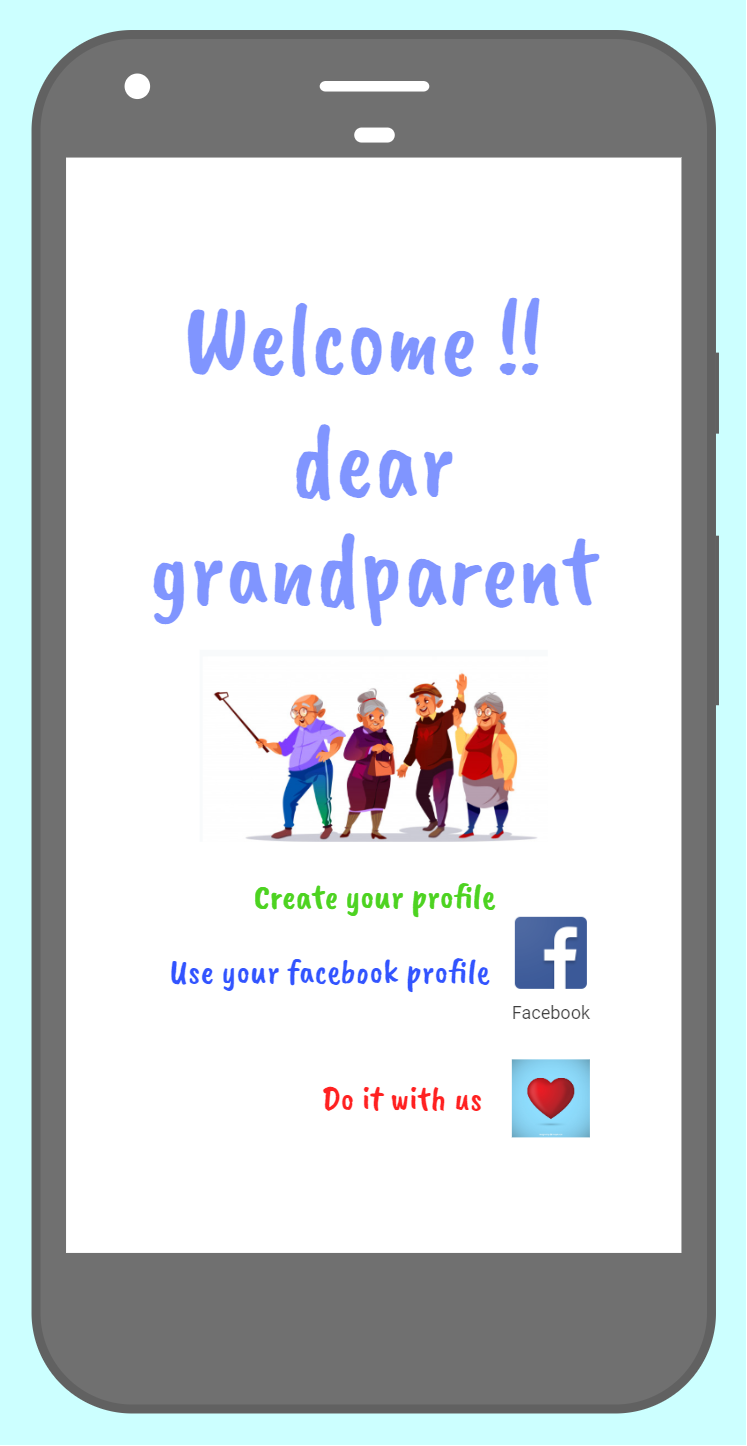 Welcome !!
dear
grandparent
Create your profile
Use your facebook profile
Facebook
Do it with us